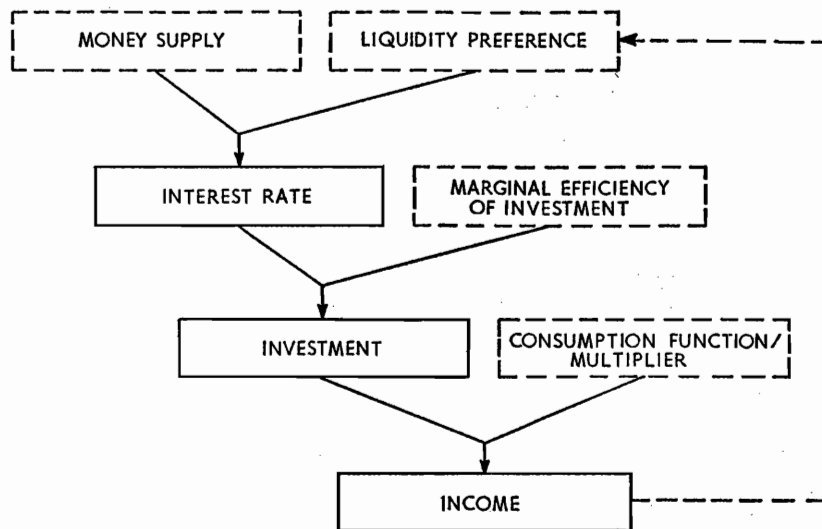 MONEY SUPPLY
LIQUIDITY PREFERENCE
INTEREST RATE
MARGINAL EFFICIENCY
OF INVESTMENT
INVESTMENT
CONSUMPTION FUNCTION/
MULTIPLIER
INCOME